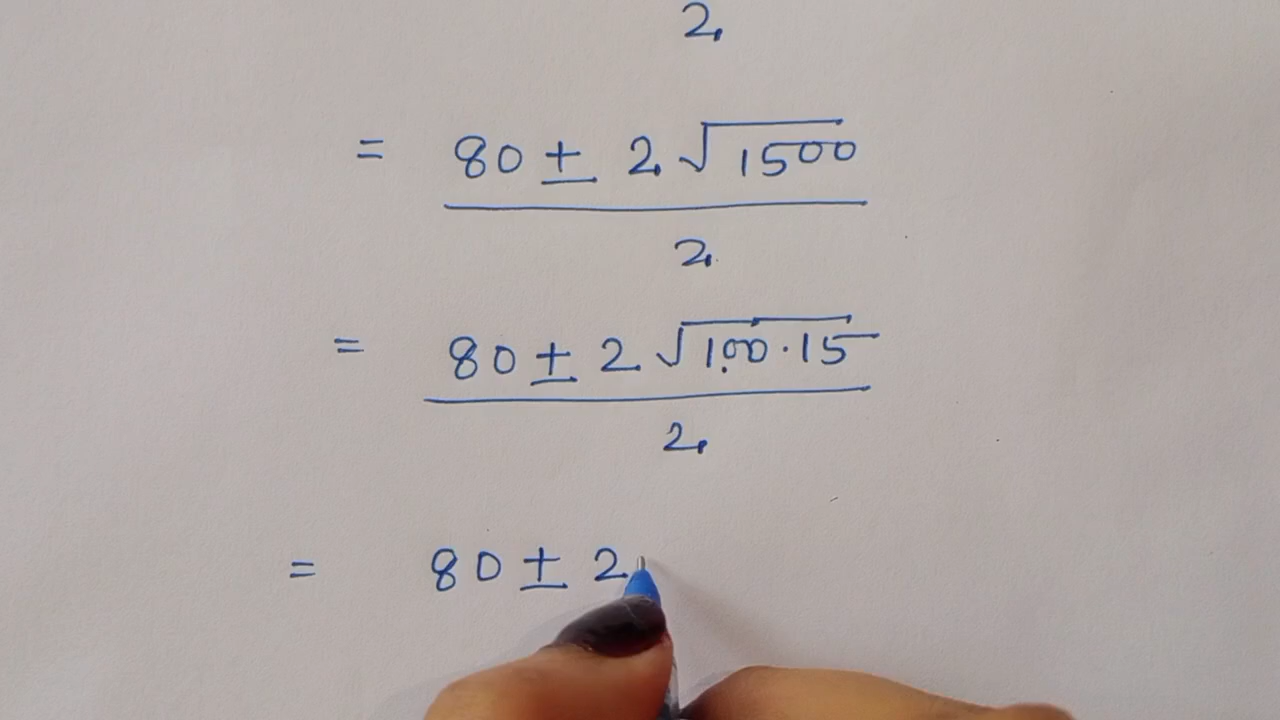 2
= 80 ± 2√1500
2
= 80 ± 2√100·15
2
= 80 ± 2